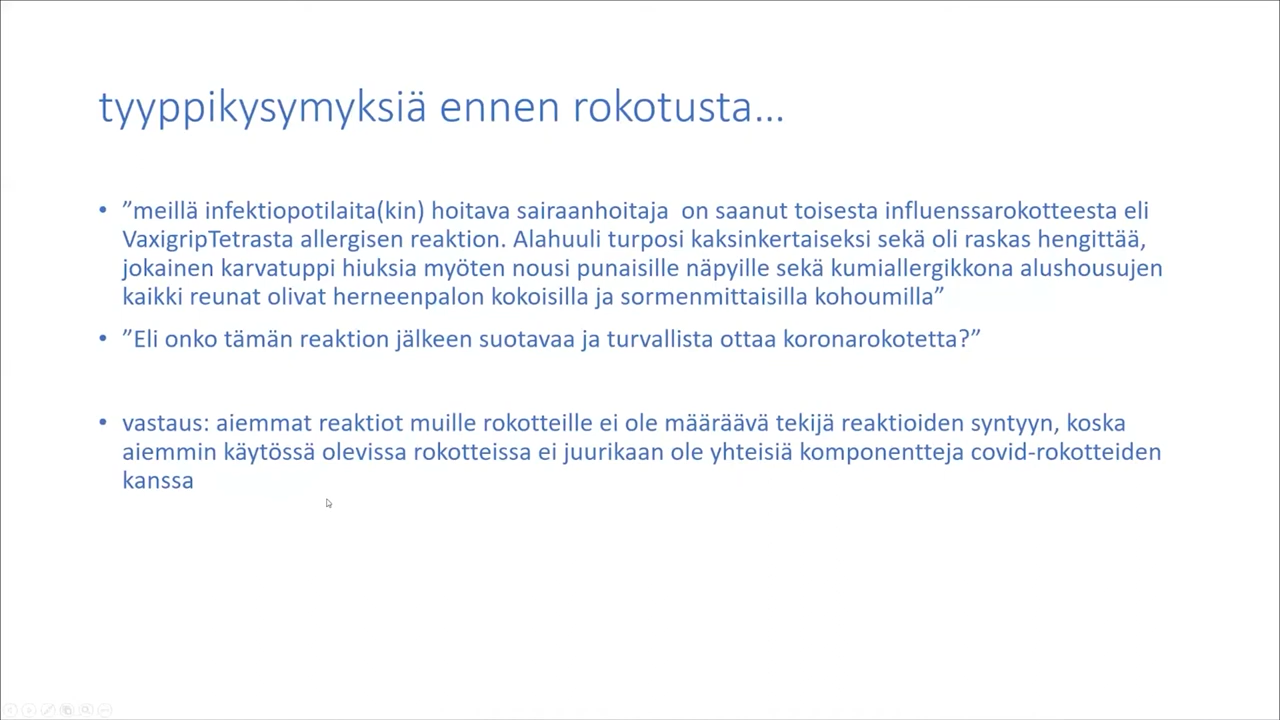 tyyppikysymyksiä ennen rokotusta...
• ”meillä infektiopotilaita(kin) hoitava sairaanhoitaja on saanut toisesta influenssarokotteesta eli
VaxigripTetrasta allergisen reaktion. Alahuuli turposi kaksinkertaiseksi sekä oli raskas hengittää,
jokainen karvatuppi hiuksia myöten nousi punaisille näpyille sekä kumiallergikkona alushousujen
kaikki reunat olivat herneenpalon kokoisilla ja sormenmittaisilla kohoumilla”
• ”Eli onko tämän reaktion jälkeen suotavaa ja turvallista ottaa koronarokotetta?”
• vastaus: aiemmat reaktiot muille rokotteille ei ole määräävä tekijä reaktioiden syntyyn, koska
aiemmin käytössä olevissa rokotteissa ei juurikaan ole yhteisiä komponentteja covid-rokotteiden
kanssa